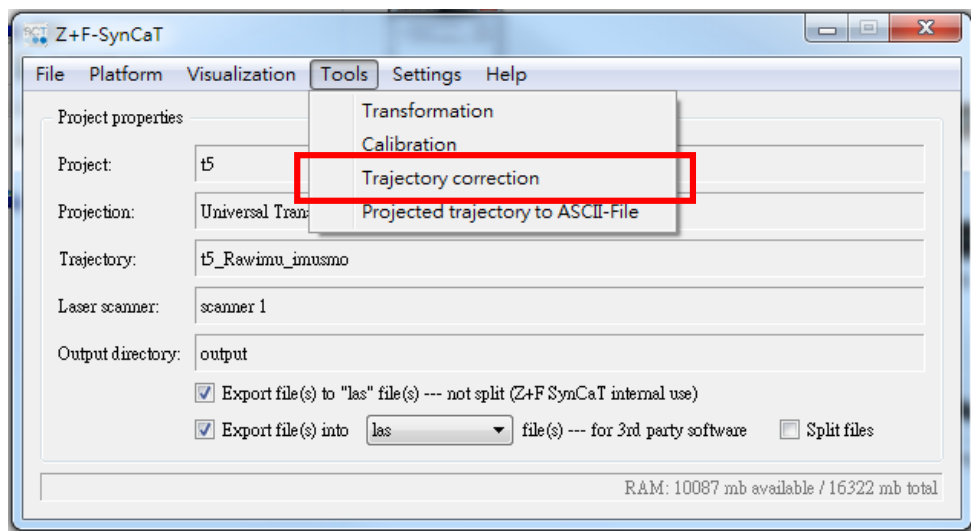 Z+F-SynCaT
File Platform Visualization Tools Settings Help
Transformation
Calibration
Trajectory correction
Projected trajectory to ASCII-File
Project properties
Project: t5
Projection: Universal Tran
Trajectory: t5_Rawimu_imusmo
Laser scanner: scanner 1
Output directory: output
Export file(s) to "las" file(s) --- not split (Z+F SynCaT internal use)
Export file(s) into las file(s) --- for 3rd party software Split files
RAM: 10087 mb available / 16322 mb total